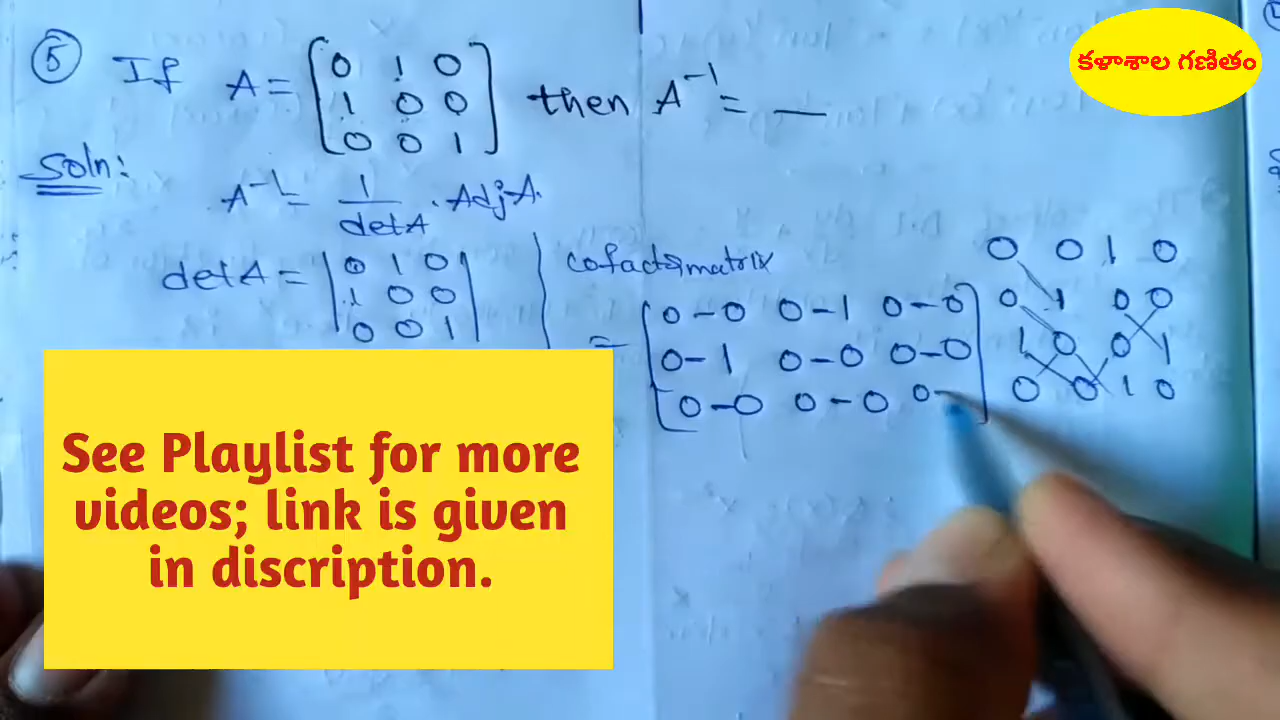 కళాశాల గణితం
⑤ If A = [0 1 0
1 0 0
0 0 1] then A⁻¹ = __
Soln:
A⁻¹ = 1/detA . AdjA.
detA = |0 1 0
1 0 0
0 0 1|
cofactor matrix
= [0-0 0-1 0-0
0-1 0-0 0-0
0-0 0-0 0-
0 0 1 0
0 1 0 0
1 0 0 1
0 0 1 0
See Playlist for more
videos; link is given
in discription.